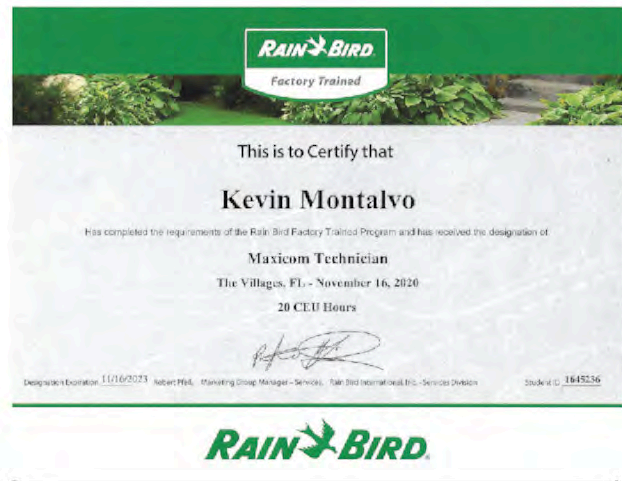 RAIN BIRD
Factory Trained
This is to Certify that
Kevin Montalvo
Has completed the requirements of the Rain Bird Factory Trained Program and has received the designation of
Maxicom Technician
The Villages, FL - November 16, 2020
20 CEU Hours
Designation Expiration 11/16/2023 Robert Pfeil, Marketing Group Manager – Services, Rain Bird International, Inc. - Services Division Student ID 1645236
RAIN BIRD